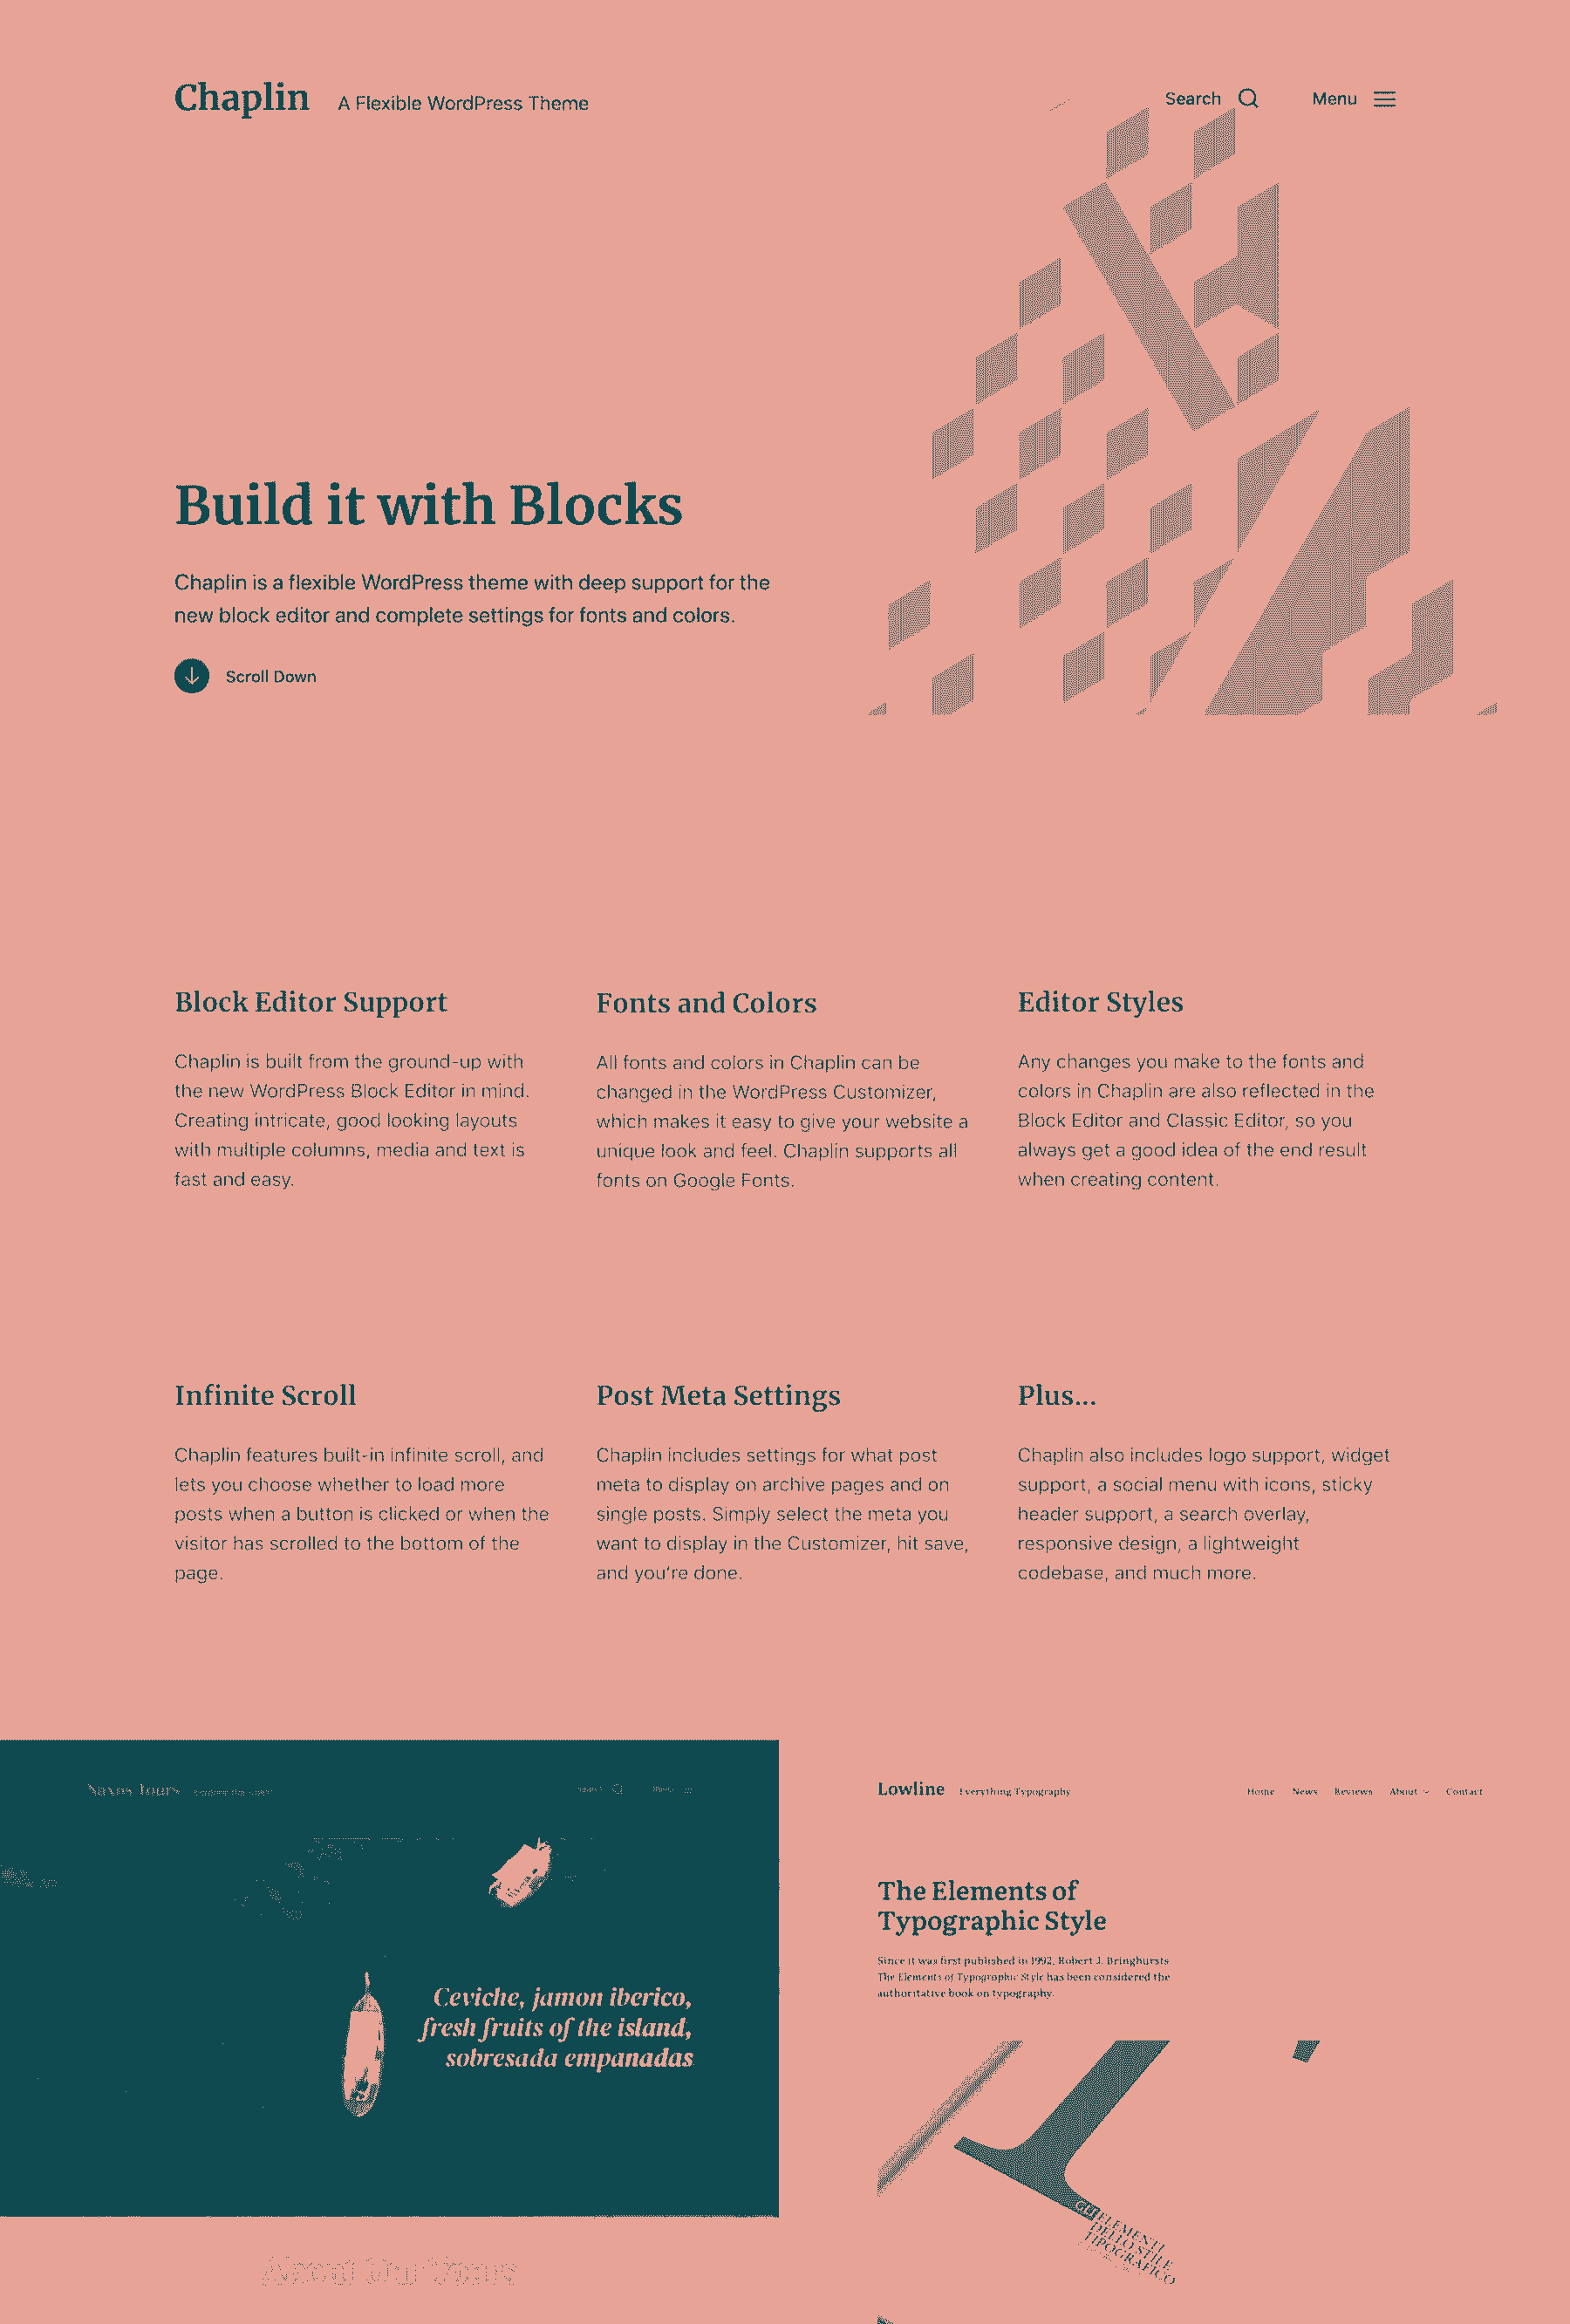 Chaplin A Flexible WordPress Theme
Search Menu
Build it with Blocks
Chaplin is a flexible WordPress theme with deep support for the
new block editor and complete settings for fonts and colors.
Scroll Down
Block Editor Support
Chaplin is built from the ground-up with
the new WordPress Block Editor in mind.
Creating intricate, good looking layouts
with multiple columns, media and text is
fast and easy.
Fonts and Colors
All fonts and colors in Chaplin can be
changed in the WordPress Customizer,
which makes it easy to give your website a
unique look and feel. Chaplin supports all
fonts on Google Fonts.
Editor Styles
Any changes you make to the fonts and
colors in Chaplin are also reflected in the
Block Editor and Classic Editor, so you
always get a good idea of the end result
when creating content.
Infinite Scroll
Chaplin features built-in infinite scroll, and
lets you choose whether to load more
posts when a button is clicked or when the
visitor has scrolled to the bottom of the
page.
Post Meta Settings
Chaplin includes settings for what post
meta to display on archive pages and on
single posts. Simply select the meta you
want to display in the Customizer, hit save,
and you're done.
Plus...
Chaplin also includes logo support, widget
support, a social menu with icons, sticky
header support, a search overlay,
responsive design, a lightweight
codebase, and much more.
Naxos Tours
Ceviche, jamon iberico,
fresh fruits of the island,
sobresada empanadas
About Our Tours
Lowline Everything Typography
Home News Reviews About Contact
The Elements of
Typographic Style
Since it was first published in 1992, Robert J. Bringhursts
The Elements of Typographic Style has been considered the
authoritative book on typography.
GLI ELEMENTI
DELLO STILE
TIPOGRAFICO